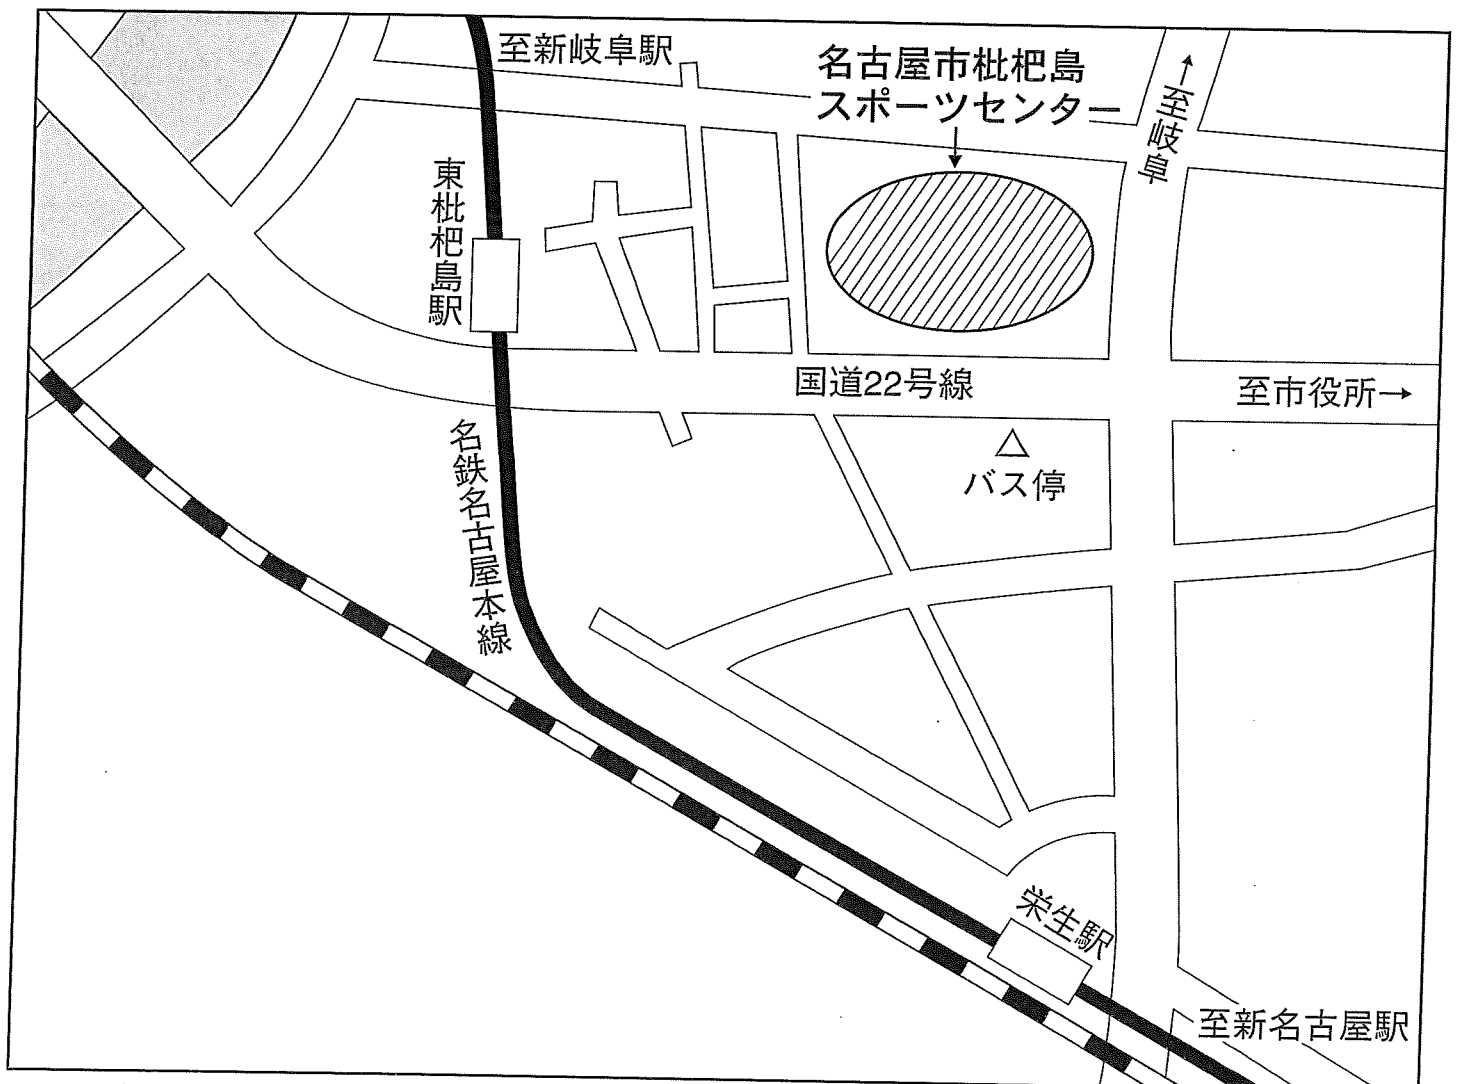 至新岐阜駅
名古屋市枇杷島
スポーツセンター
↑至岐阜
東枇杷島駅
国道22号線
至市役所→
バス停
名鉄名古屋本線
栄生駅
至新名古屋駅